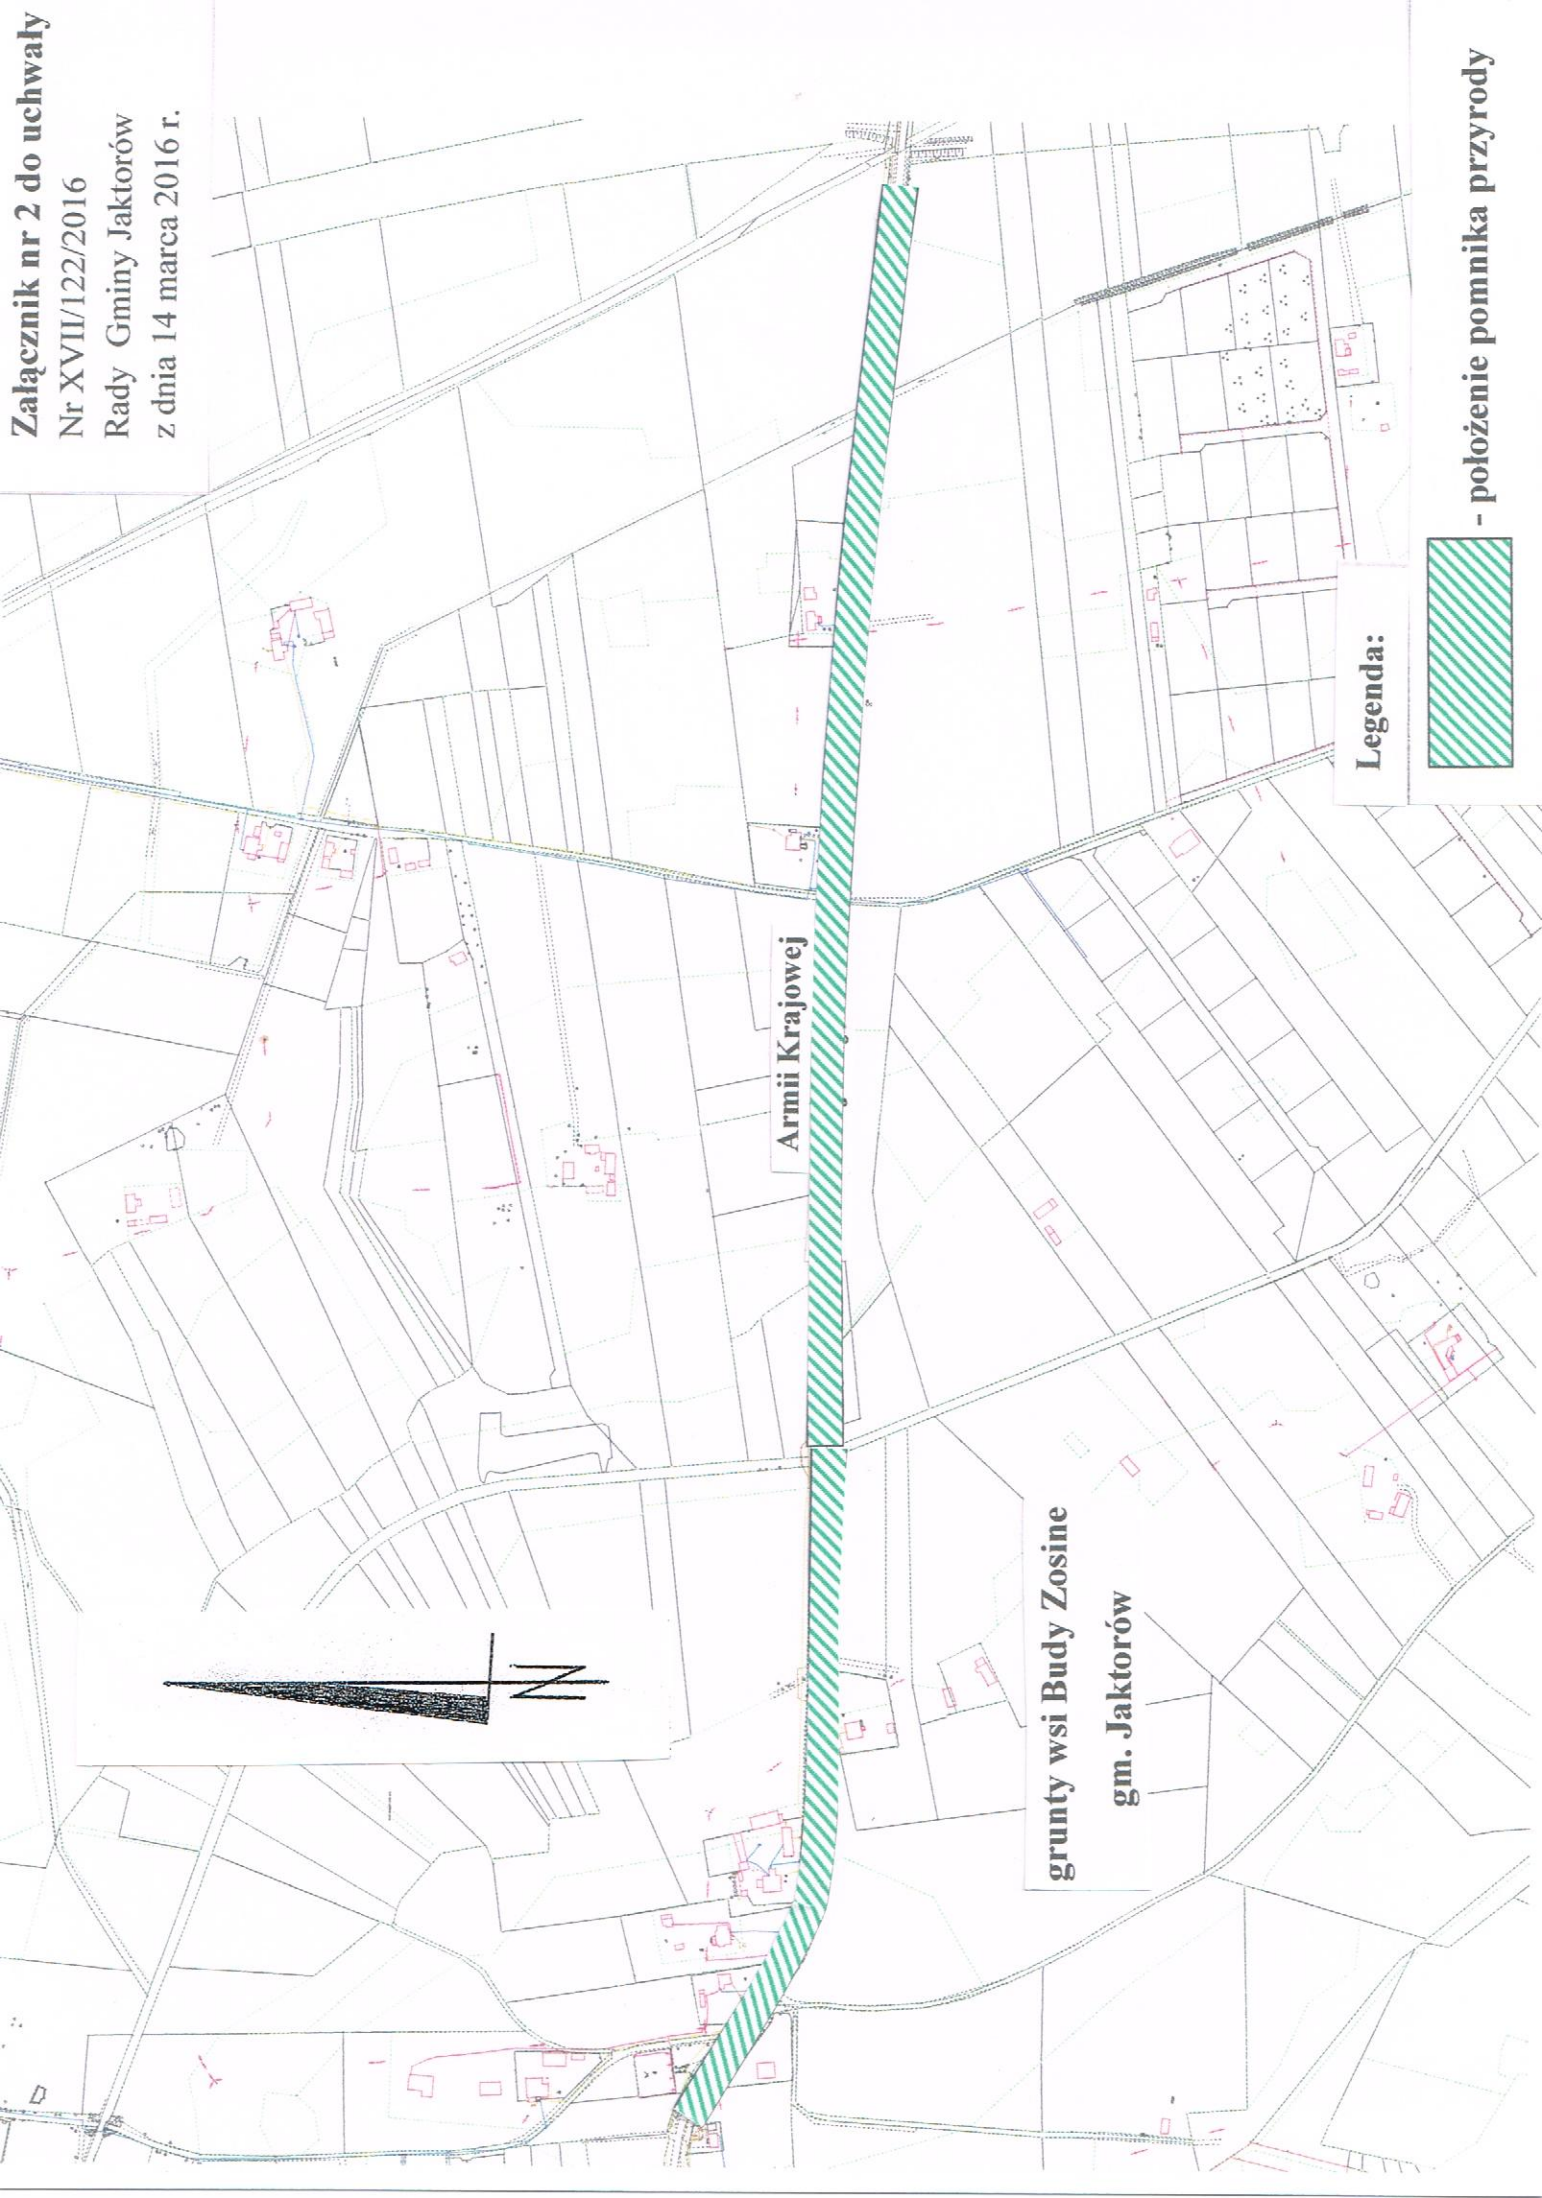 Załącznik nr 2 do uchwały
Nr XVII/122/2016
Rady Gminy Jaktorów
z dnia 14 marca 2016 r.
N
Armii Krajowej
grunty wsi Budy Zosine
gm. Jaktorów
Legenda:
- położenie pomnika przyrody